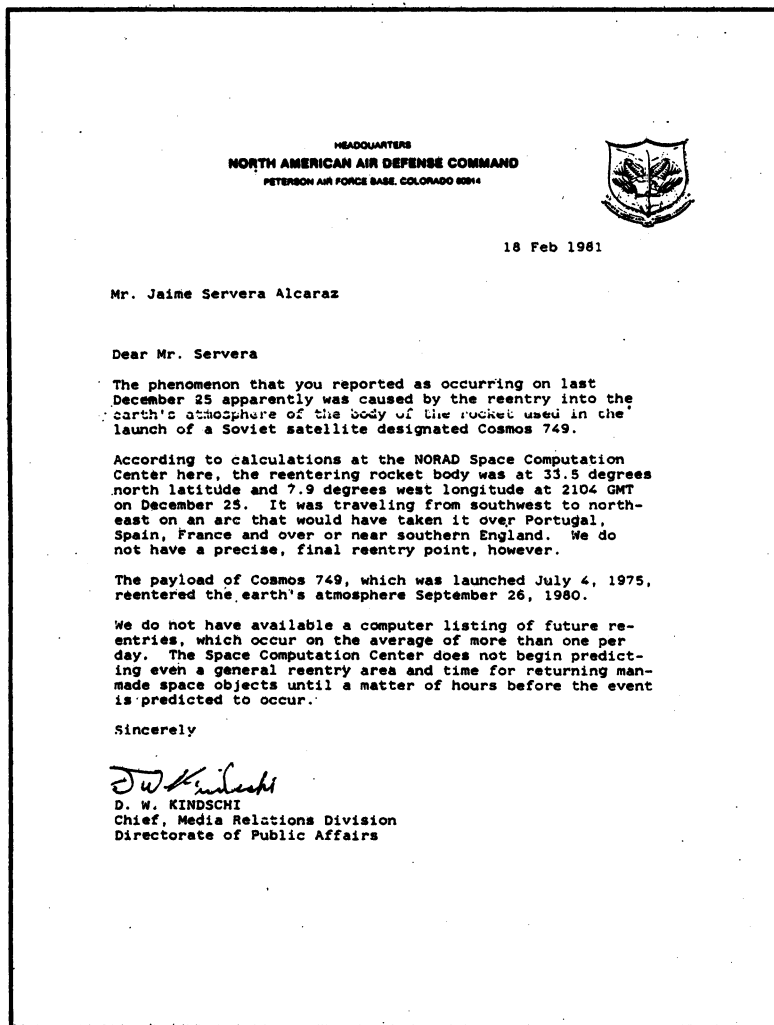 HEADQUARTERS
NORTH AMERICAN AIR DEFENSE COMMAND
PETERSON AIR FORCE BASE, COLORADO 80914
18 Feb 1981
Mr. Jaime Servera Alcaraz
Dear Mr. Servera
The phenomenon that you reported as occurring on last
December 25 apparently was caused by the reentry into the
earth's atmosphere of the body of the rocket used in the
launch of a Soviet satellite designated Cosmos 749.
According to calculations at the NORAD Space Computation
Center here, the reentering rocket body was at 33.5 degrees
north latitude and 7.9 degrees west longitude at 2104 GMT
on December 25. It was traveling from southwest to north-
east on an arc that would have taken it over Portugal,
Spain, France and over or near southern England. We do
not have a precise, final reentry point, however.
The payload of Cosmos 749, which was launched July 4, 1975,
reentered the earth's atmosphere September 26, 1980.
We do not have available a computer listing of future re-
entries, which occur on the average of more than one per
day. The Space Computation Center does not begin predict-
ing even a general reentry area and time for returning man-
made space objects until a matter of hours before the event
is predicted to occur.
Sincerely
D W Kindschi
D. W. KINDSCHI
Chief, Media Relations Division
Directorate of Public Affairs